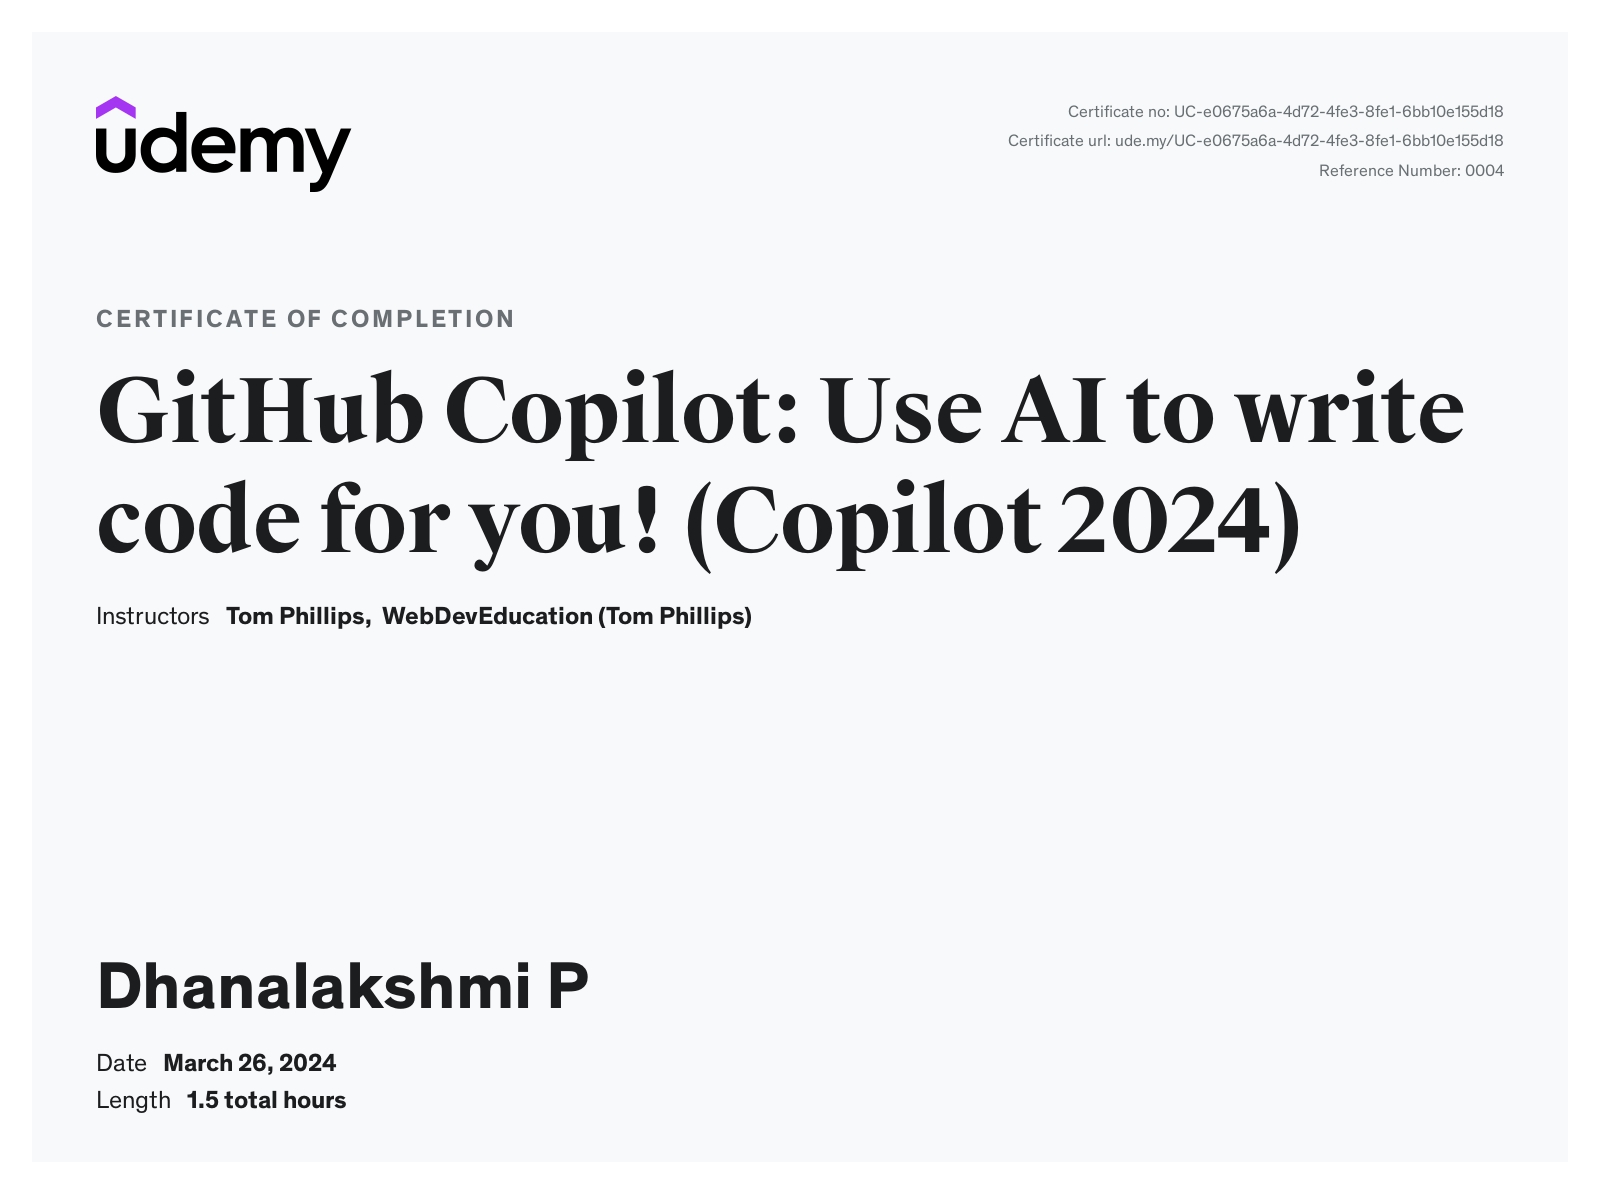 udemy
Certificate no: UC-e0675a6a-4d72-4fe3-8fe1-6bb10e155d18
Certificate url: ude.my/UC-e0675a6a-4d72-4fe3-8fe1-6bb10e155d18
Reference Number: 0004
CERTIFICATE OF COMPLETION
GitHub Copilot: Use AI to write
code for you! (Copilot 2024)
Instructors Tom Phillips, WebDevEducation (Tom Phillips)
Dhanalakshmi P
Date March 26, 2024
Length 1.5 total hours